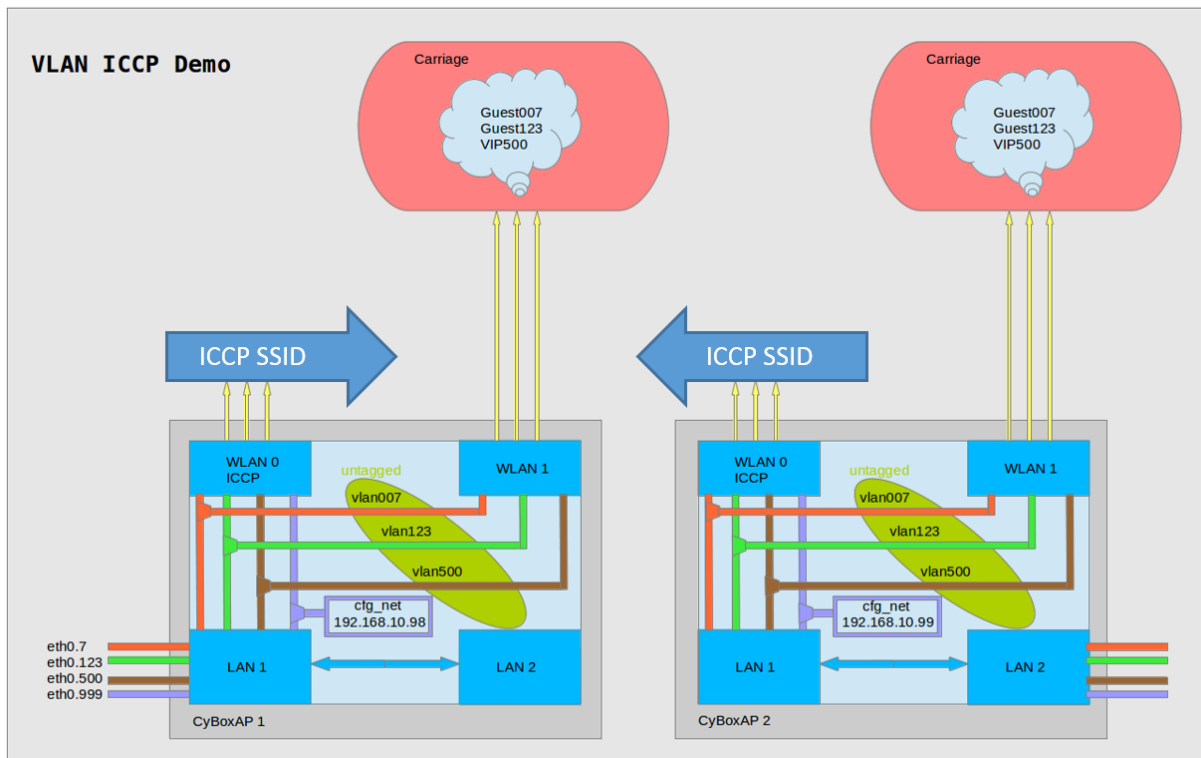 VLAN ICCP Demo
Carriage
Guest007
Guest123
VIP500
Carriage
Guest007
Guest123
VIP500
ICCP SSID
ICCP SSID
WLAN 0
ICCP
WLAN 1
untagged
vlan007
vlan123
vlan500
cfg_net
192.168.10.98
LAN 1
LAN 2
eth0.7
eth0.123
eth0.500
eth0.999
CyBoxAP 1
WLAN 0
ICCP
WLAN 1
untagged
vlan007
vlan123
vlan500
cfg_net
192.168.10.99
LAN 1
LAN 2
CyBoxAP 2